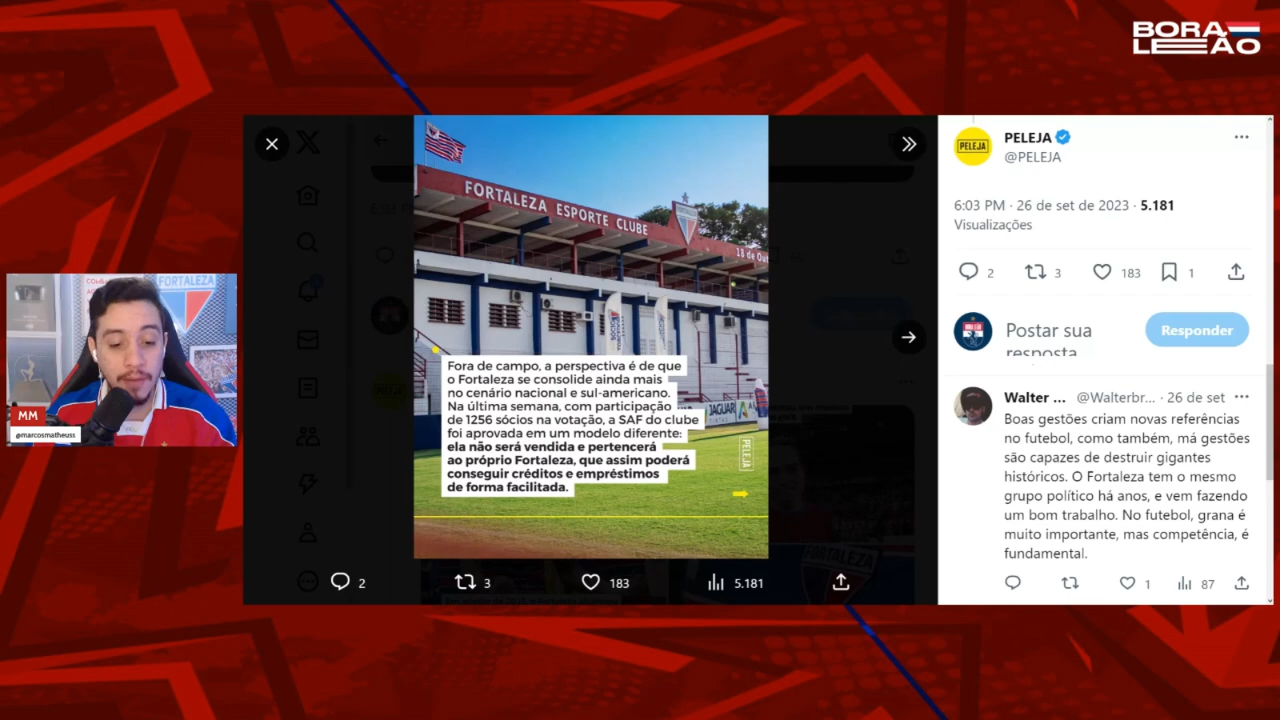 BORA
LEÃO
FORTALEZA
MM
@marcosmatheuss
FORTALEZA ESPORTE CLUBE
18 de Out
JAGUAR
Fora de campo, a perspectiva é de que
o Fortaleza se consolide ainda mais
no cenário nacional e sul-americano.
Na última semana, com participação
de 1256 sócios na votação, a SAF do clube
foi aprovada em um modelo diferente:
ela não será vendida e pertencerá
ao próprio Fortaleza, que assim poderá
conseguir créditos e empréstimos
de forma facilitada.
PELEJA
2
3
183
5.181
PELEJA
PELEJA
@PELEJA
6:03 PM · 26 de set de 2023 · 5.181
Visualizações
2
3
183
1
Postar sua
resposta
Responder
Walter ... @Walterbr... · 26 de set
Boas gestões criam novas referências
no futebol, como também, má gestões
são capazes de destruir gigantes
históricos. O Fortaleza tem o mesmo
grupo político há anos, e vem fazendo
um bom trabalho. No futebol, grana é
muito importante, mas competência, é
fundamental.
1
87